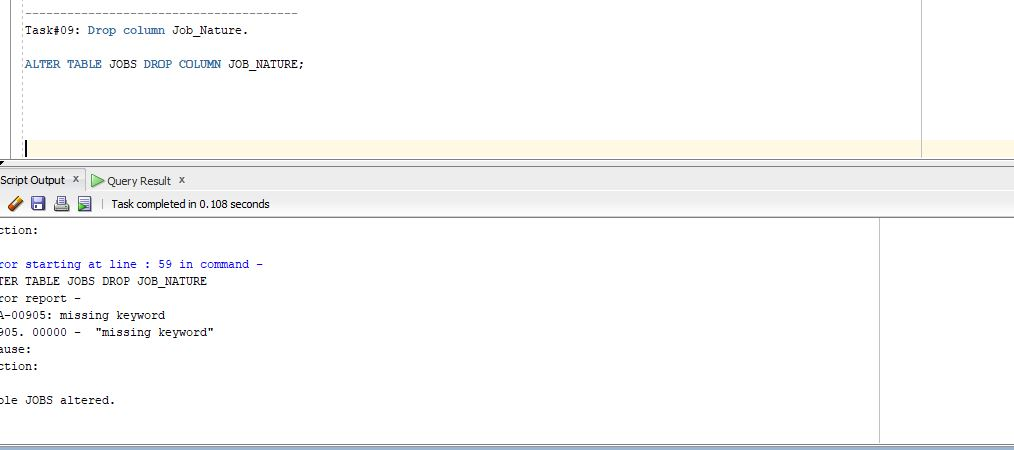 ---------------------------------------
Task#09: Drop column Job_Nature.
ALTER TABLE JOBS DROP COLUMN JOB_NATURE;
Script Output x Query Result x
Task completed in 0.108 seconds
ction:
ror starting at line : 59 in command -
TER TABLE JOBS DROP JOB_NATURE
ror report -
A-00905: missing keyword
905. 00000 - "missing keyword"
ause:
ction:
ble JOBS altered.